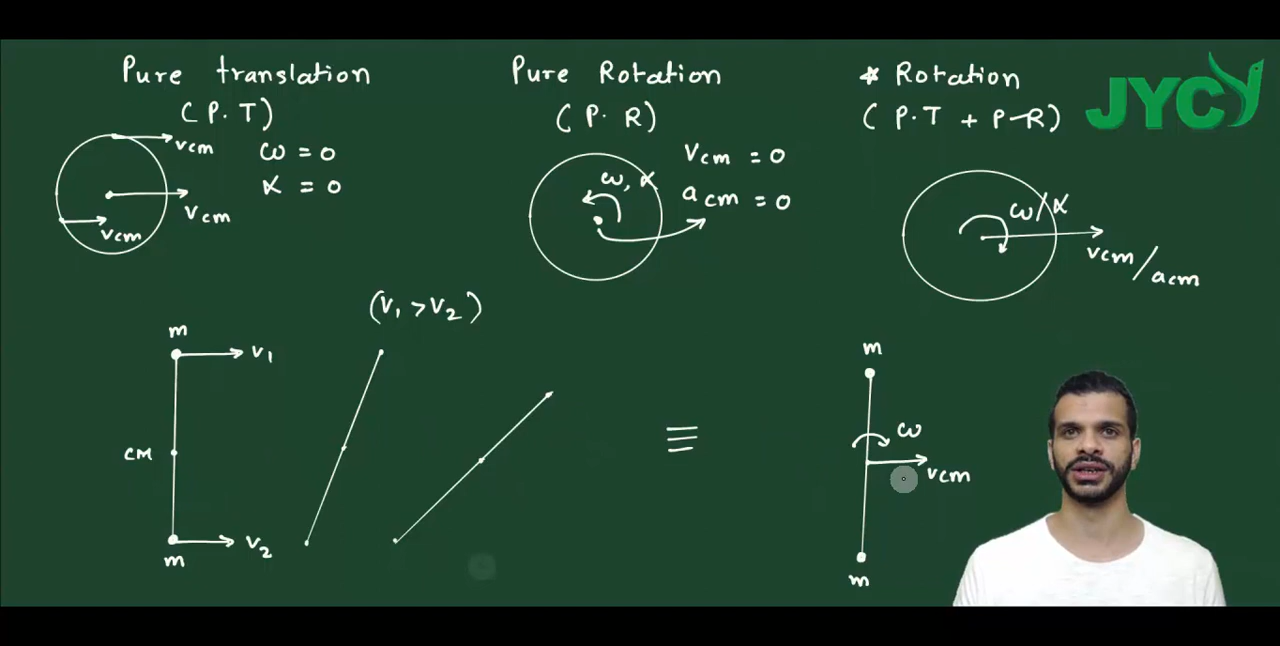 Pure translation
(P. T)
Vcm
ω = 0
α = 0
Vcm
Vcm
Pure Rotation
(P. R)
ω, α
Vcm = 0
acm = 0
* Rotation
(P.T + P-R)
ω/α
Vcm/acm
JYC
m
V1
CM
m
V2
(V1 > V2)
≡
m
ω
Vcm
m